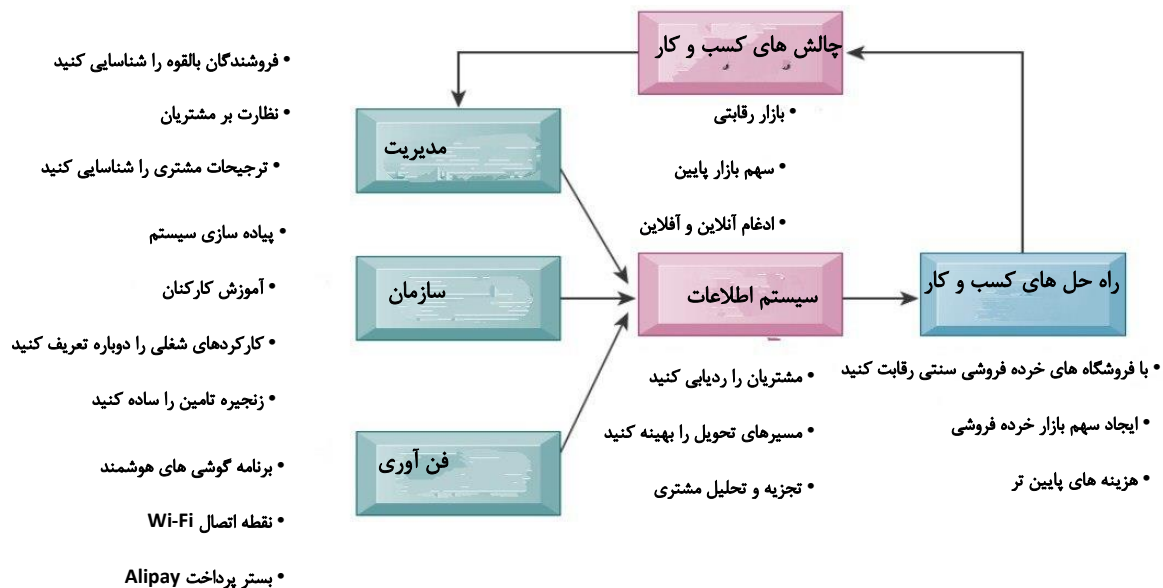 چالش های کسب و کار
• بازار رقابتی
• سهم بازار پایین
• ادغام آنلاین و آفلاین
مدیریت
• فروشندگان بالقوه را شناسایی کنید
• نظارت بر مشتریان
• ترجیحات مشتری را شناسایی کنید
سازمان
• پیاده سازی سیستم
• آموزش کارکنان
• کارکردهای شغلی را دوباره تعریف کنید
• زنجیره تامین را ساده کنید
فن آوری
• برنامه گوشی های هوشمند
• نقطه اتصال Wi-Fi
• بستر پرداخت Alipay
سیستم اطلاعات
• مشتریان را ردیابی کنید
• مسیرهای تحویل را بهینه کنید
• تجزیه و تحلیل مشتری
راه حل های کسب و کار
• با فروشگاه های خرده فروشی سنتی رقابت کنید
• ایجاد سهم بازار خرده فروشی
• هزینه های پایین تر